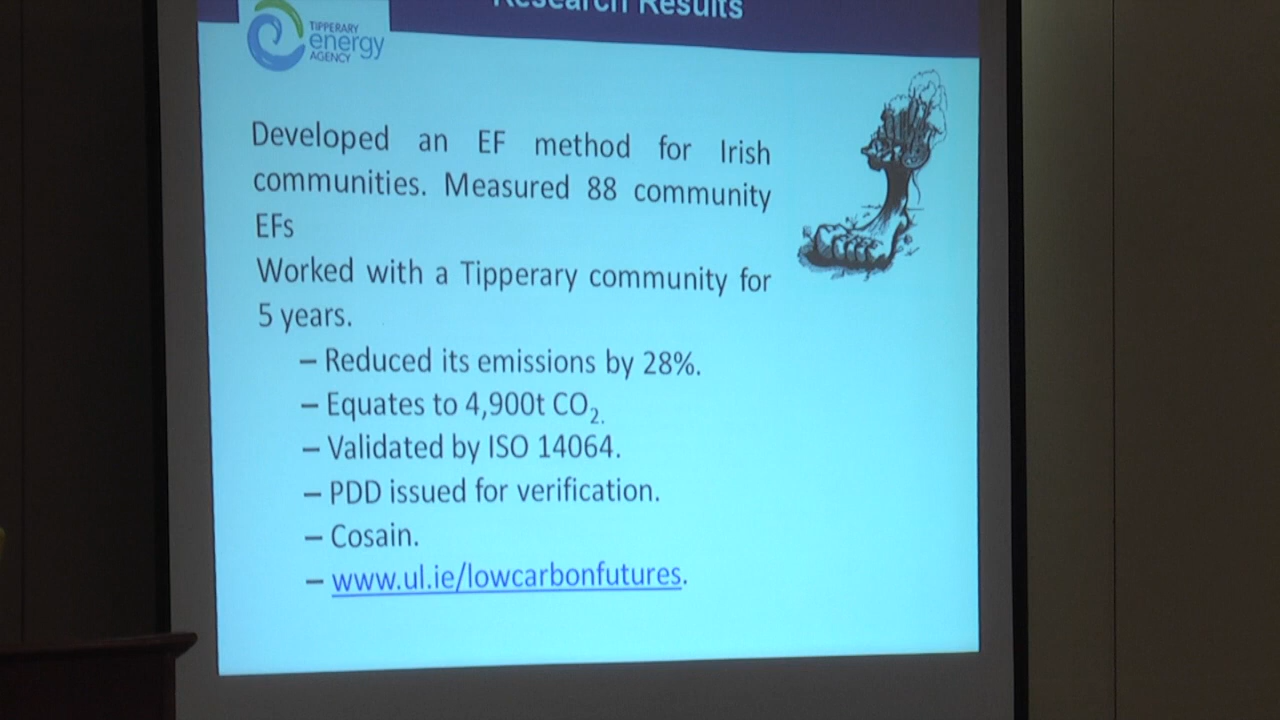 Research Results
TIPPERARY
energy
AGENCY
Developed an EF method for Irish
communities. Measured 88 community
EFs
Worked with a Tipperary community for
5 years.
– Reduced its emissions by 28%.
– Equates to 4,900t CO2.
– Validated by ISO 14064.
– PDD issued for verification.
– Cosain.
– www.ul.ie/lowcarbonfutures.